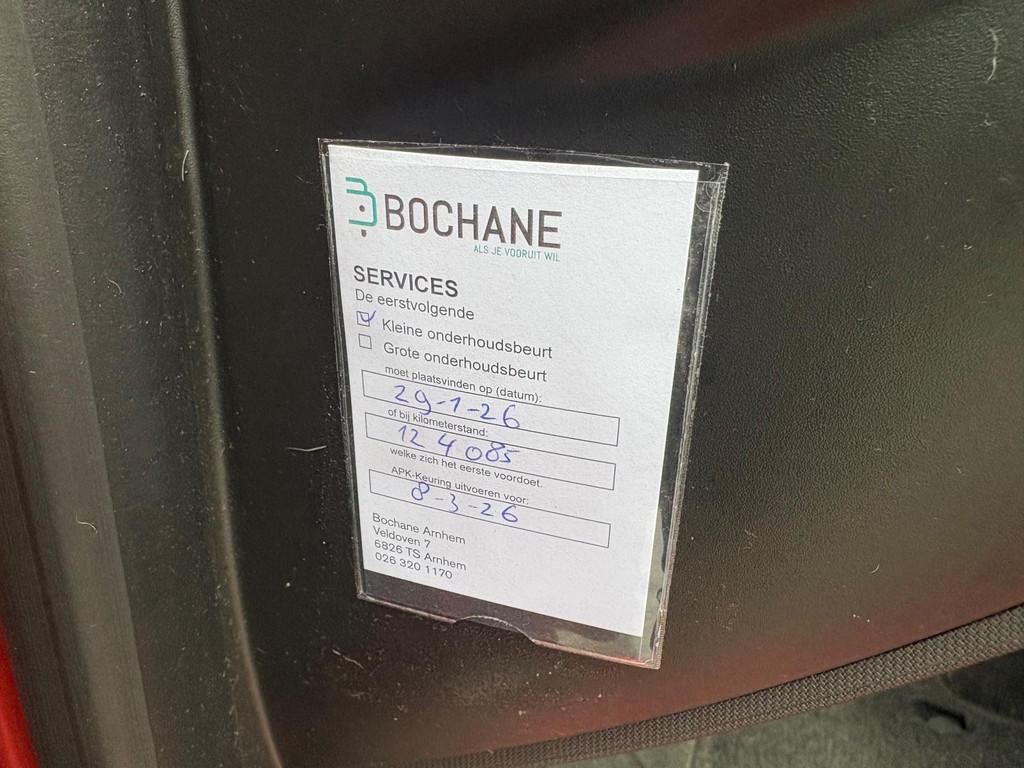 BOCHANE
ALS JE VOORUIT WIL
SERVICES
De eerstvolgende
Kleine onderhoudsbeurt
Grote onderhoudsbeurt
moet plaatsvinden op (datum):
29-1-26
of bij kilometerstand:
124085
welke zich het eerste voordoet.
APK-Keuring uitvoeren voor:
8-3-26
Bochane Arnhem
Veldoven 7
6826 TS Arnhem
026 320 1170